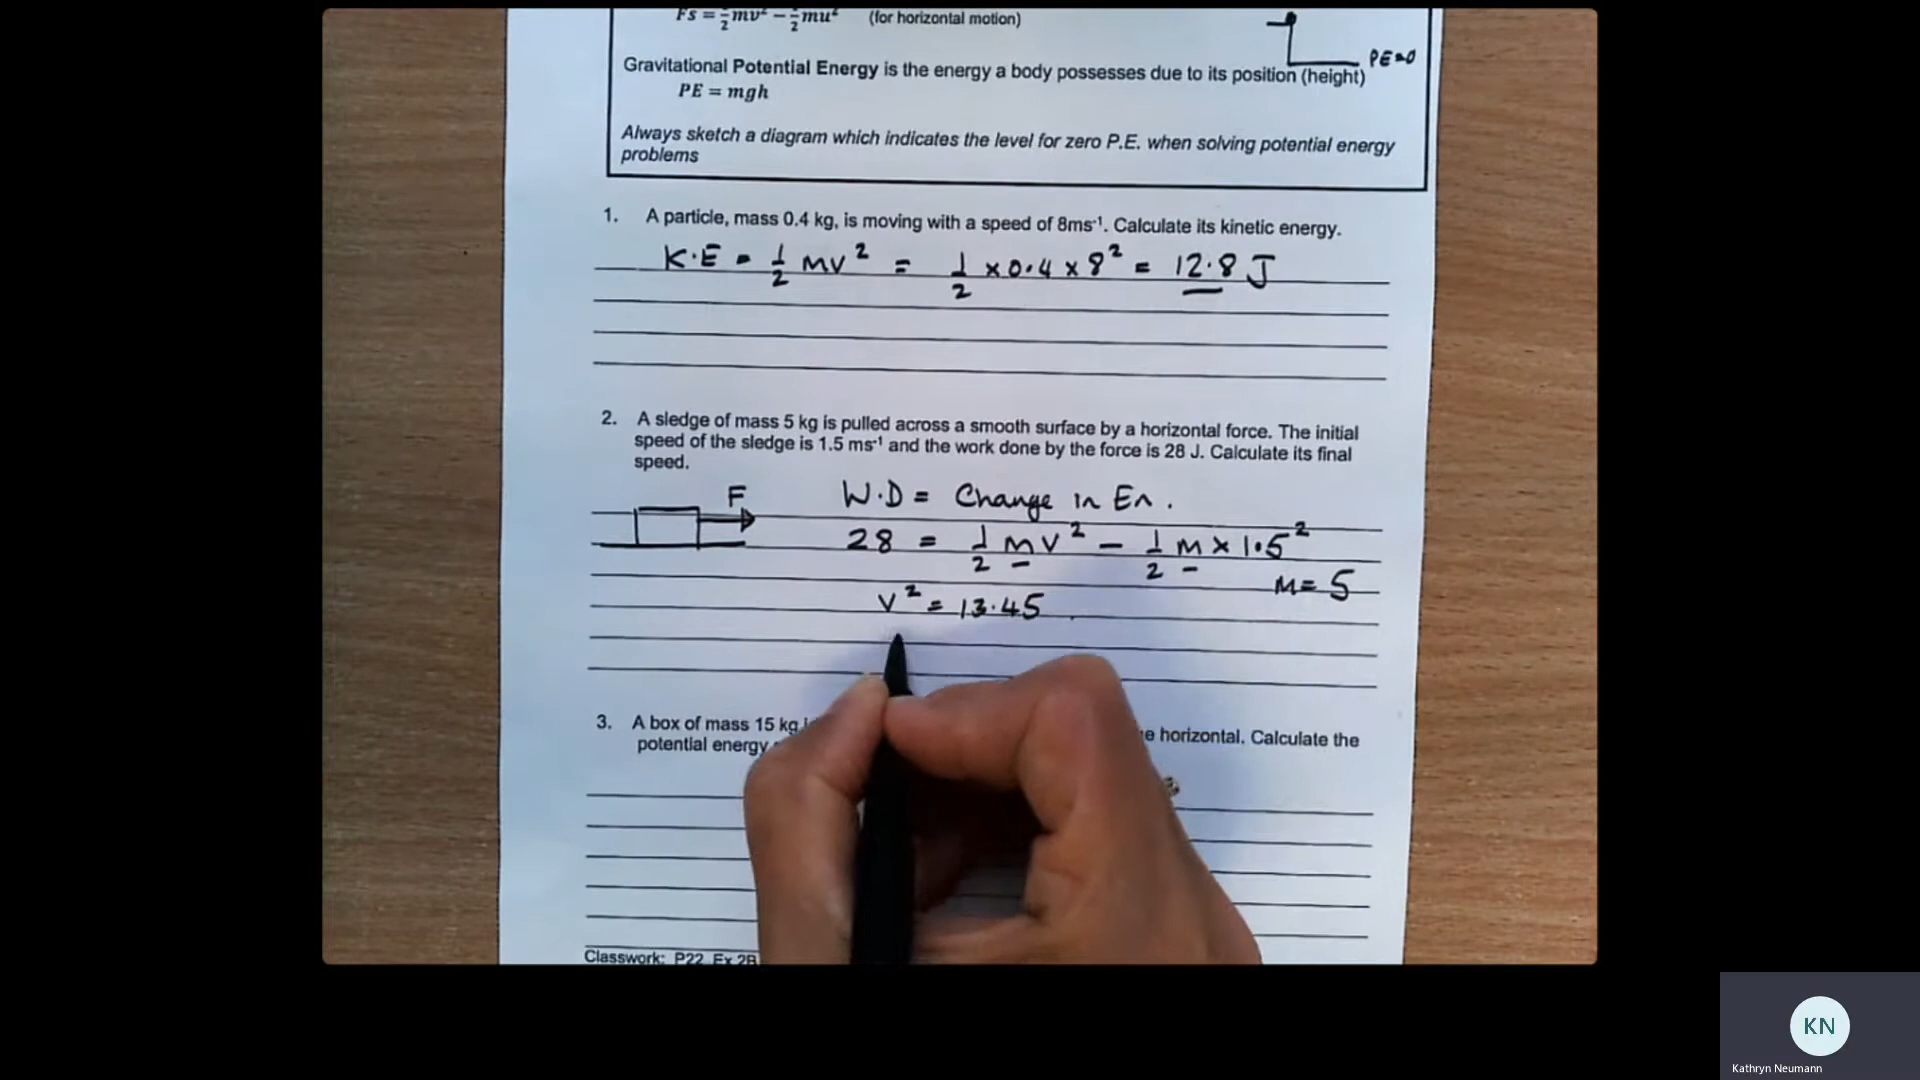 Fs = ½mv² − ½mu² (for horizontal motion)
PE=0
Gravitational Potential Energy is the energy a body possesses due to its position (height)
PE = mgh
Always sketch a diagram which indicates the level for zero P.E. when solving potential energy
problems
1. A particle, mass 0.4 kg, is moving with a speed of 8ms⁻¹. Calculate its kinetic energy.
K.E = ½ mv² = ½ × 0.4 × 8² = 12.8 J
2. A sledge of mass 5 kg is pulled across a smooth surface by a horizontal force. The initial
speed of the sledge is 1.5 ms⁻¹ and the work done by the force is 28 J. Calculate its final
speed.
F
W.D = Change in En.
28 = ½ mv² − ½ m × 1.5²
m = 5
v² = 13.45
3. A box of mass 15 kg horizontal. Calculate the
potential energy
Classwork: P22 Ex 2B
KN
Kathryn Neumann